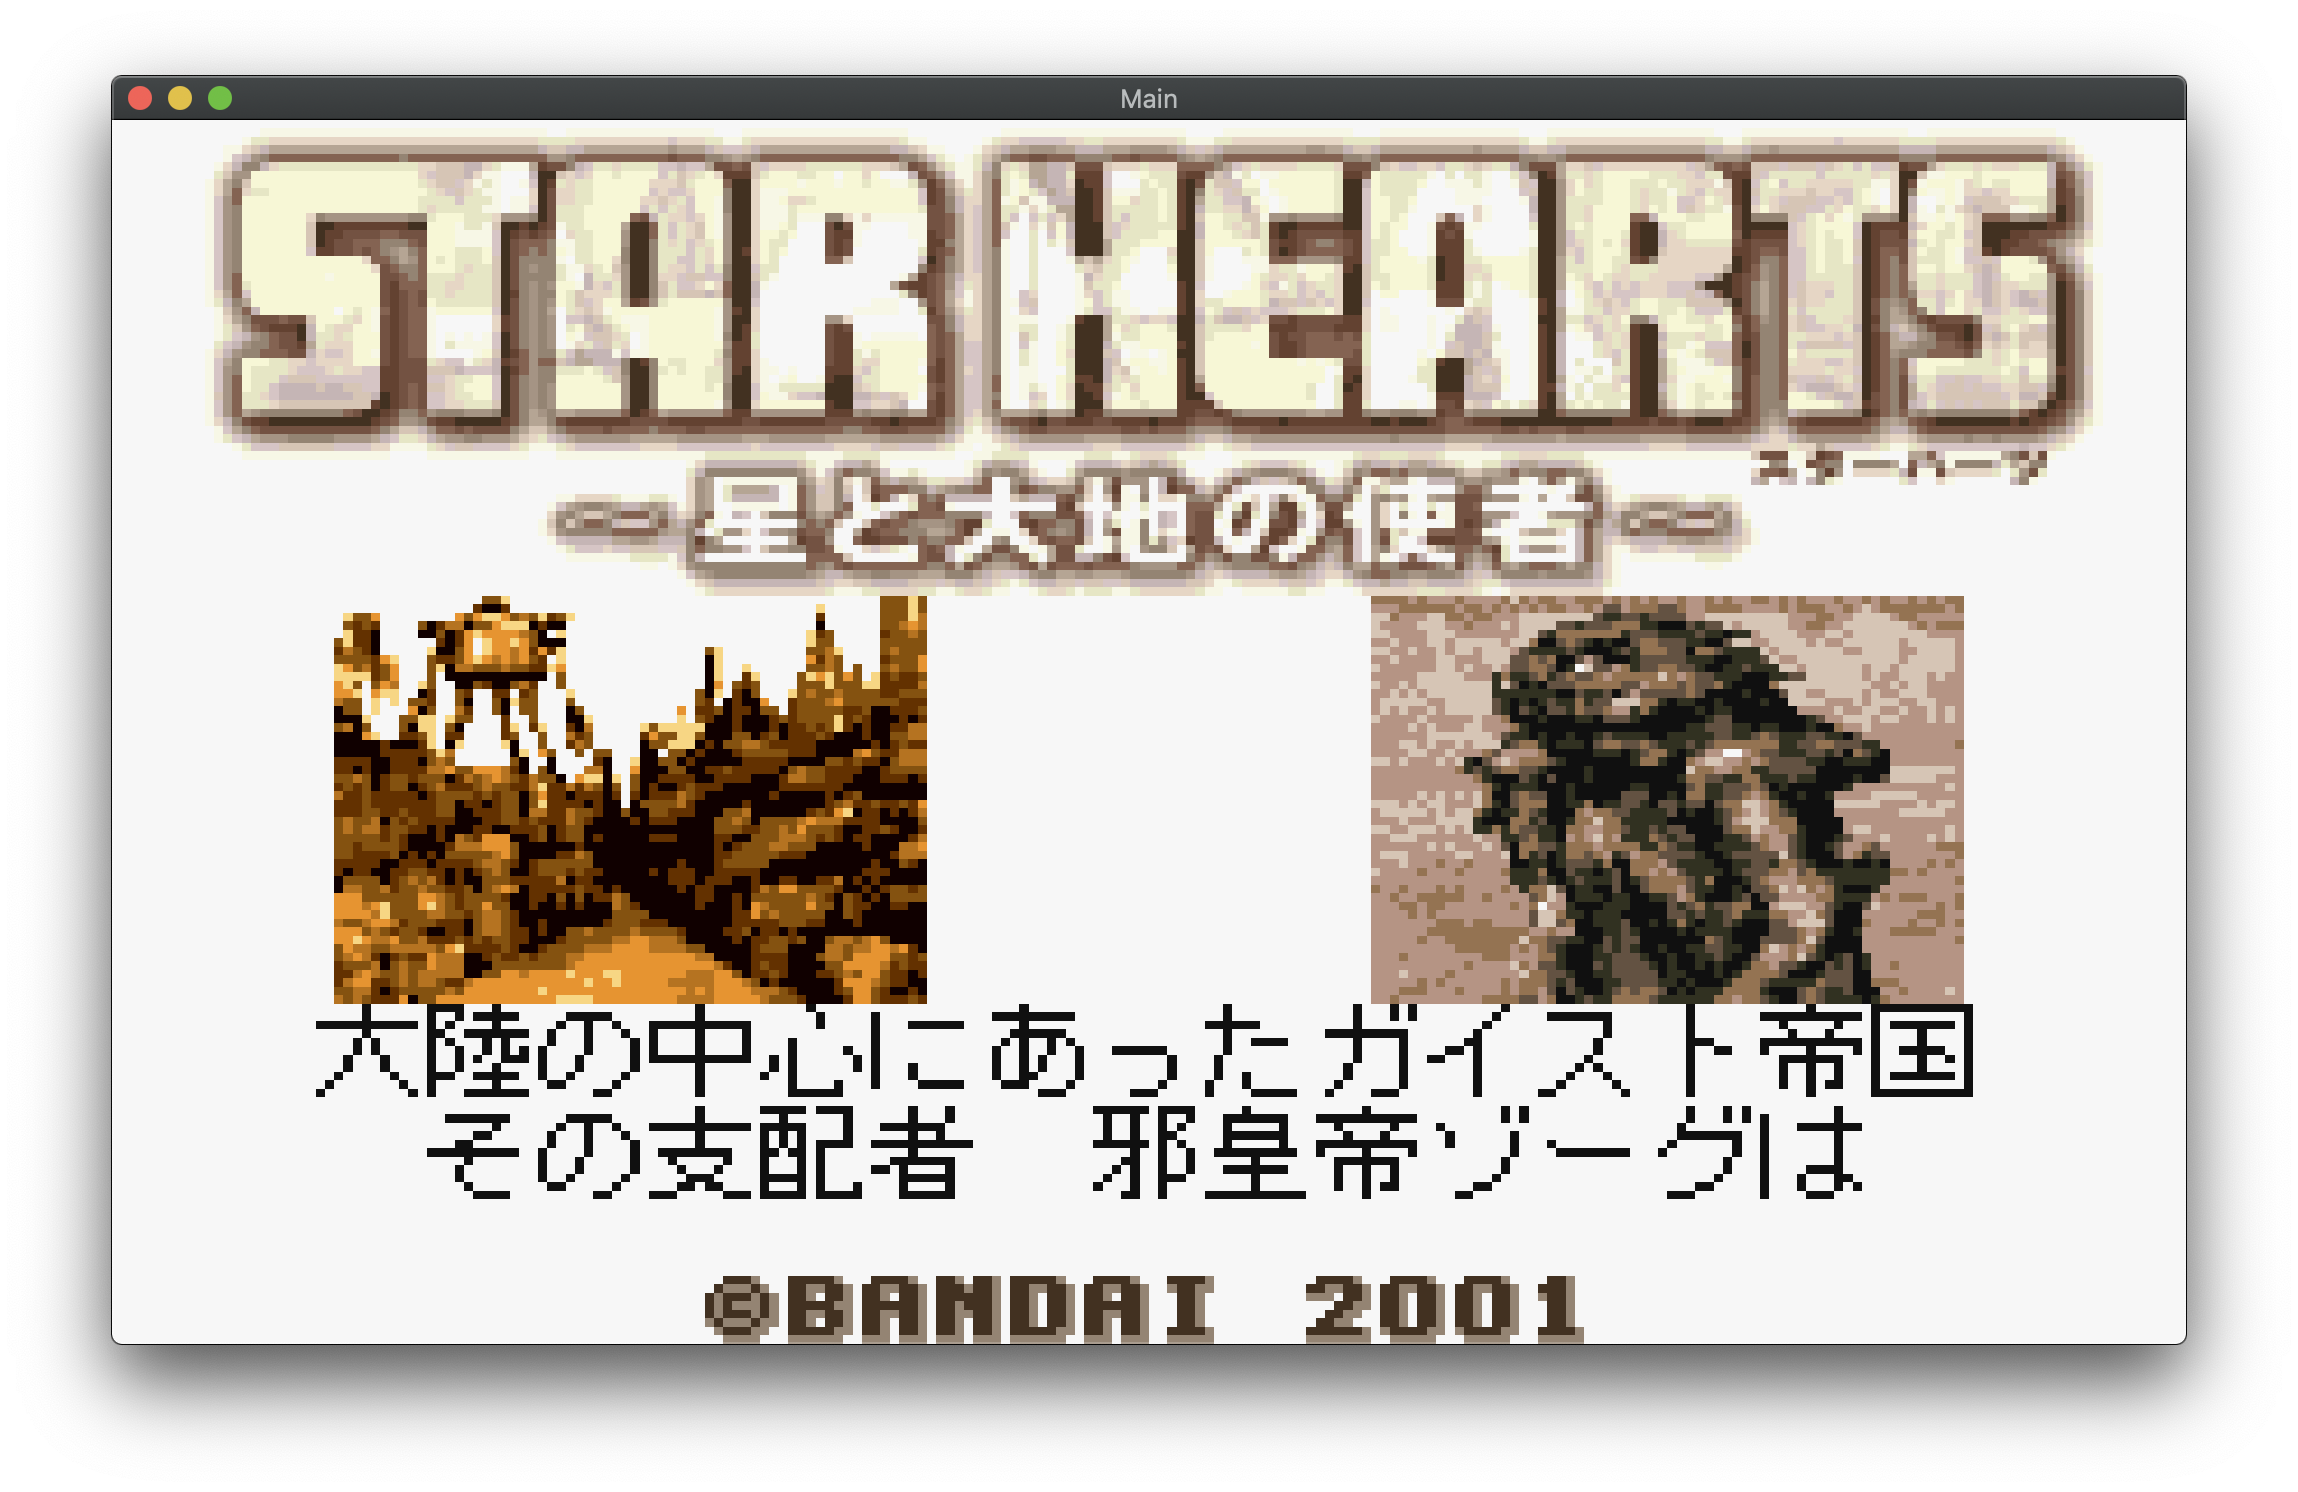 Main
STAR HEARTS
スターハーツ
～星と大地の使者～
大陸の中心にあったガイスト帝国
その支配者　邪皇帝ゾーグは
©BANDAI 2001